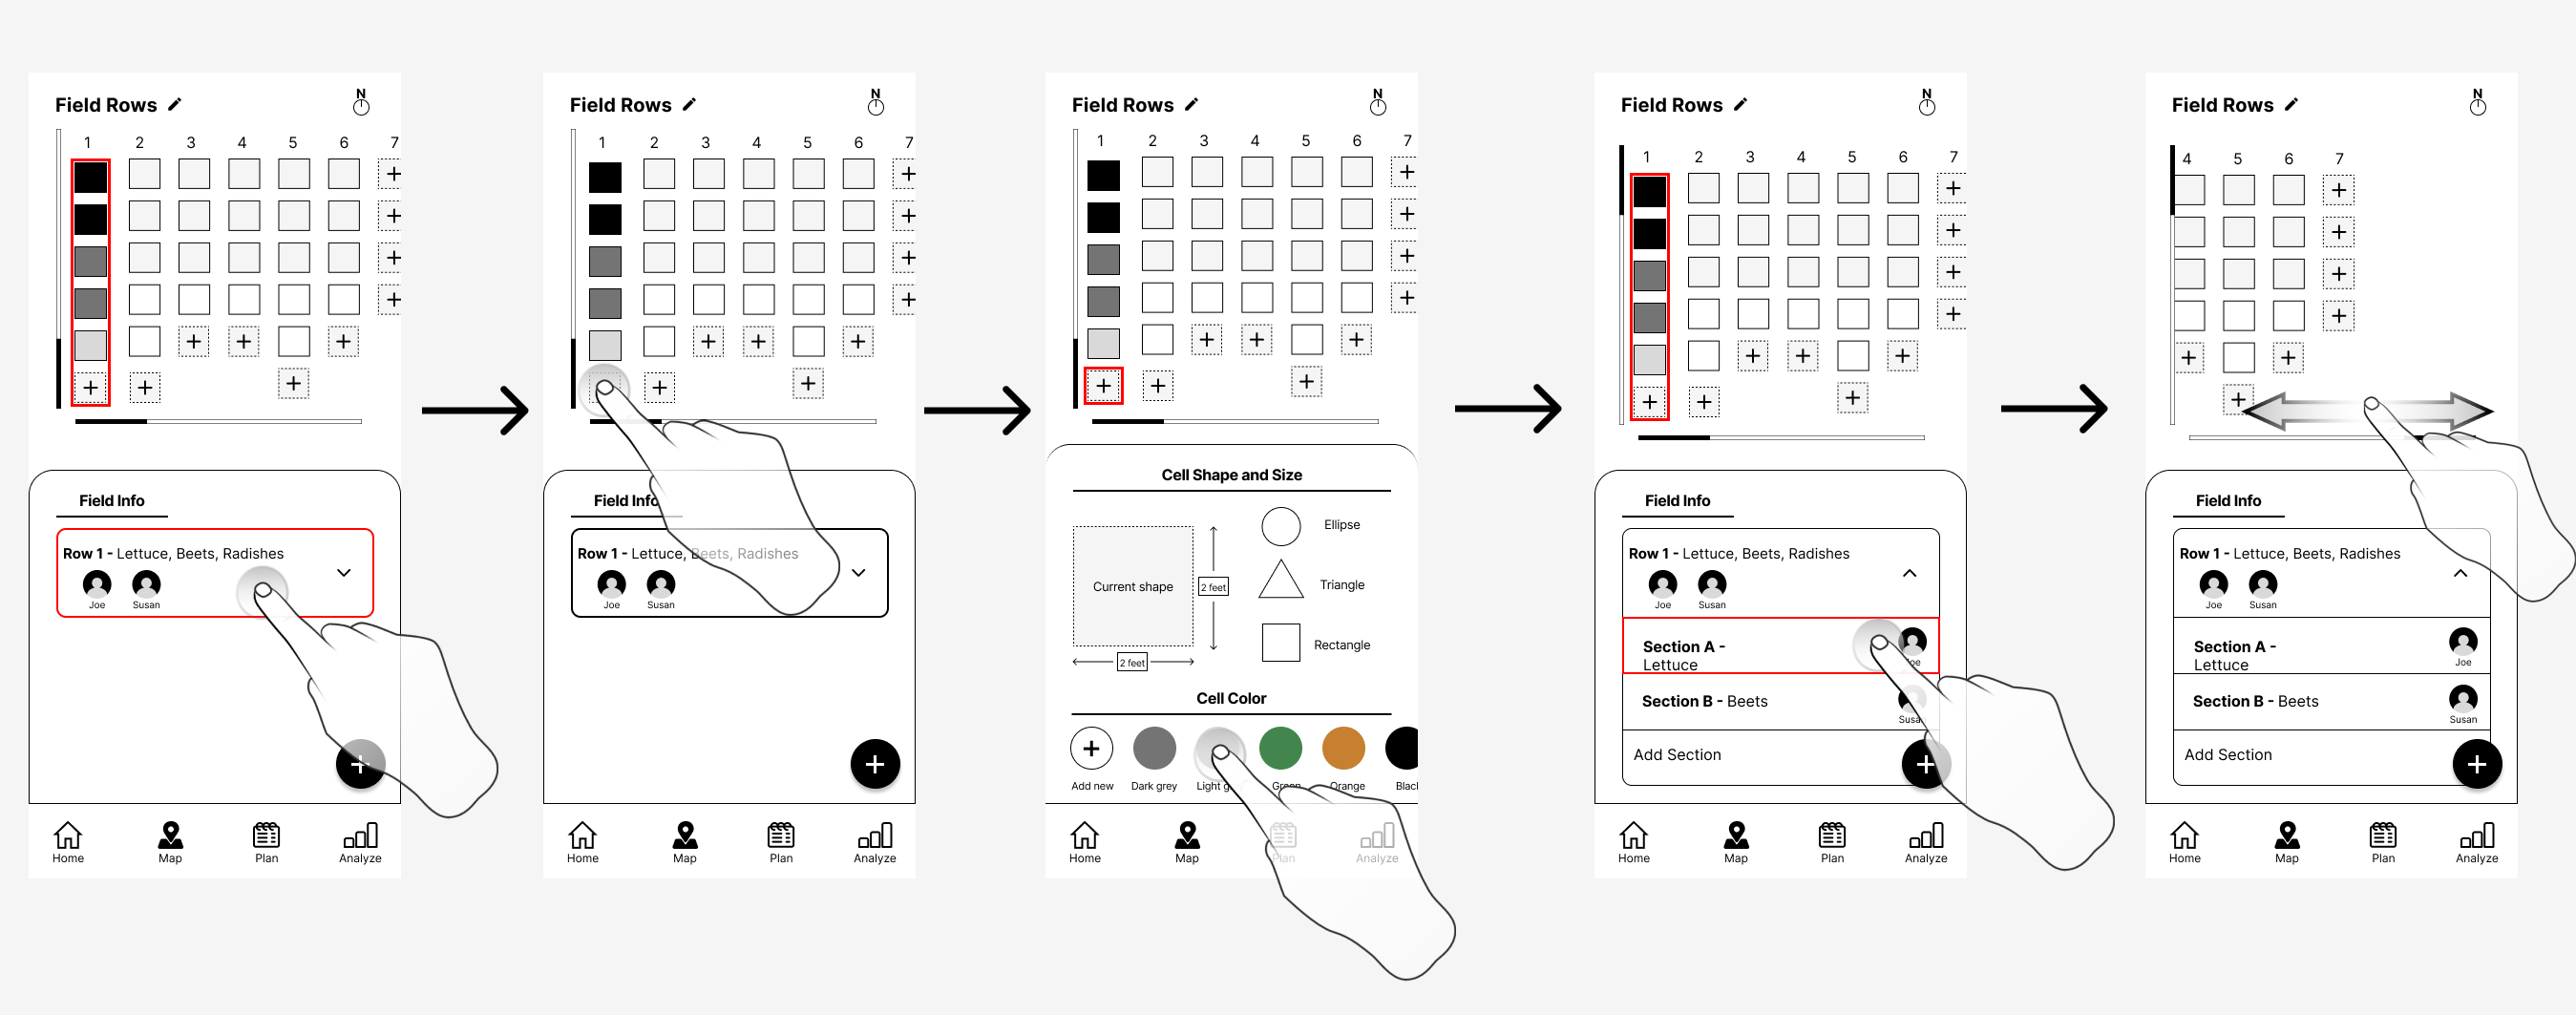 Field Rows
N
1 2 3 4 5 6 7
+
+
+
+
+ + +
+ + +
Field Info
Row 1 - Lettuce, Beets, Radishes
Joe Susan
+
Home Map Plan Analyze
Field Rows
N
1 2 3 4 5 6 7
+
+
+
+
+ + +
+ +
Field Info
Row 1 - Lettuce, Beets, Radishes
Joe Susan
+
Home Map Plan Analyze
Field Rows
N
1 2 3 4 5 6 7
+
+
+
+
+ + +
+ + +
Cell Shape and Size
Ellipse
Current shape
2 feet
Triangle
Rectangle
2 feet
Cell Color
+
Add new Dark grey Light g Green Orange Black
Home Map Plan Analyze
Field Rows
N
1 2 3 4 5 6 7
+
+
+
+
+ + +
+ + +
Field Info
Row 1 - Lettuce, Beets, Radishes
Joe Susan
Section A -
Lettuce
Joe
Section B - Beets
Susan
Add Section
+
Home Map Plan Analyze
Field Rows
N
4 5 6 7
+
+
+
+
+ +
+
Field Info
Row 1 - Lettuce, Beets, Radishes
Joe Susan
Section A -
Lettuce
Joe
Section B - Beets
Susan
Add Section
+
Home Map Plan Analyze